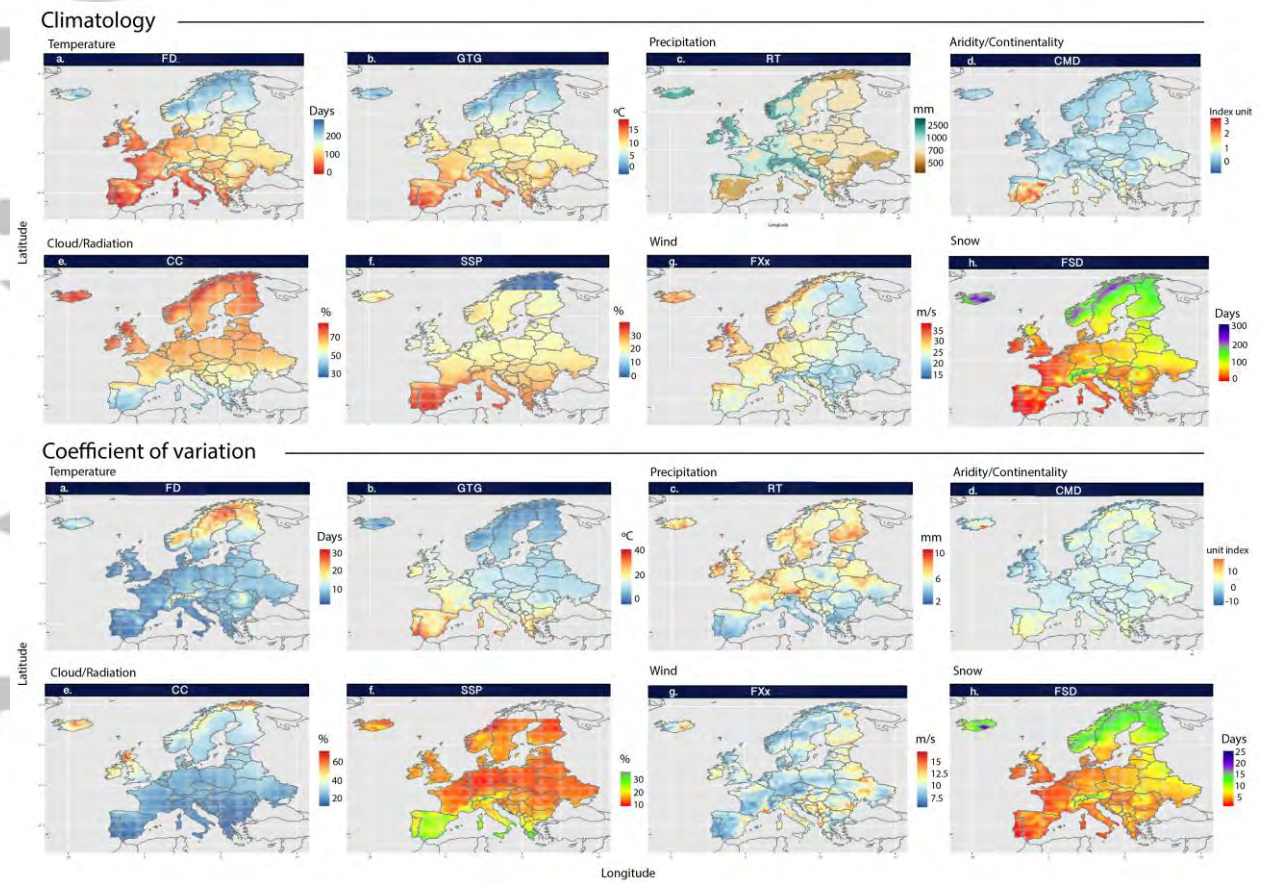 Climatology
Temperature
Precipitation
Aridity/Continentality
a. FD
b. GTG
c. RT
d. CMD
Days
200
100
0
ºC
15
10
5
0
mm
2500
1000
700
500
Index unit
3
2
1
0
Longitude
Latitude
Cloud/Radiation
Wind
Snow
e. CC
f. SSP
g. FXx
h. FSD
%
70
50
30
%
30
20
10
0
m/s
35
30
25
20
15
Days
300
200
100
0
Coefficient of variation
Temperature
Precipitation
Aridity/Continentality
a. FD
b. GTG
c. RT
d. CMD
Days
30
20
10
ºC
40
20
0
mm
10
6
2
unit index
10
0
-10
Latitude
Cloud/Radiation
Wind
Snow
e. CC
f. SSP
g. FXx
h. FSD
%
60
40
20
%
30
20
10
m/s
15
12.5
10
7.5
Days
25
20
15
10
5
Longitude